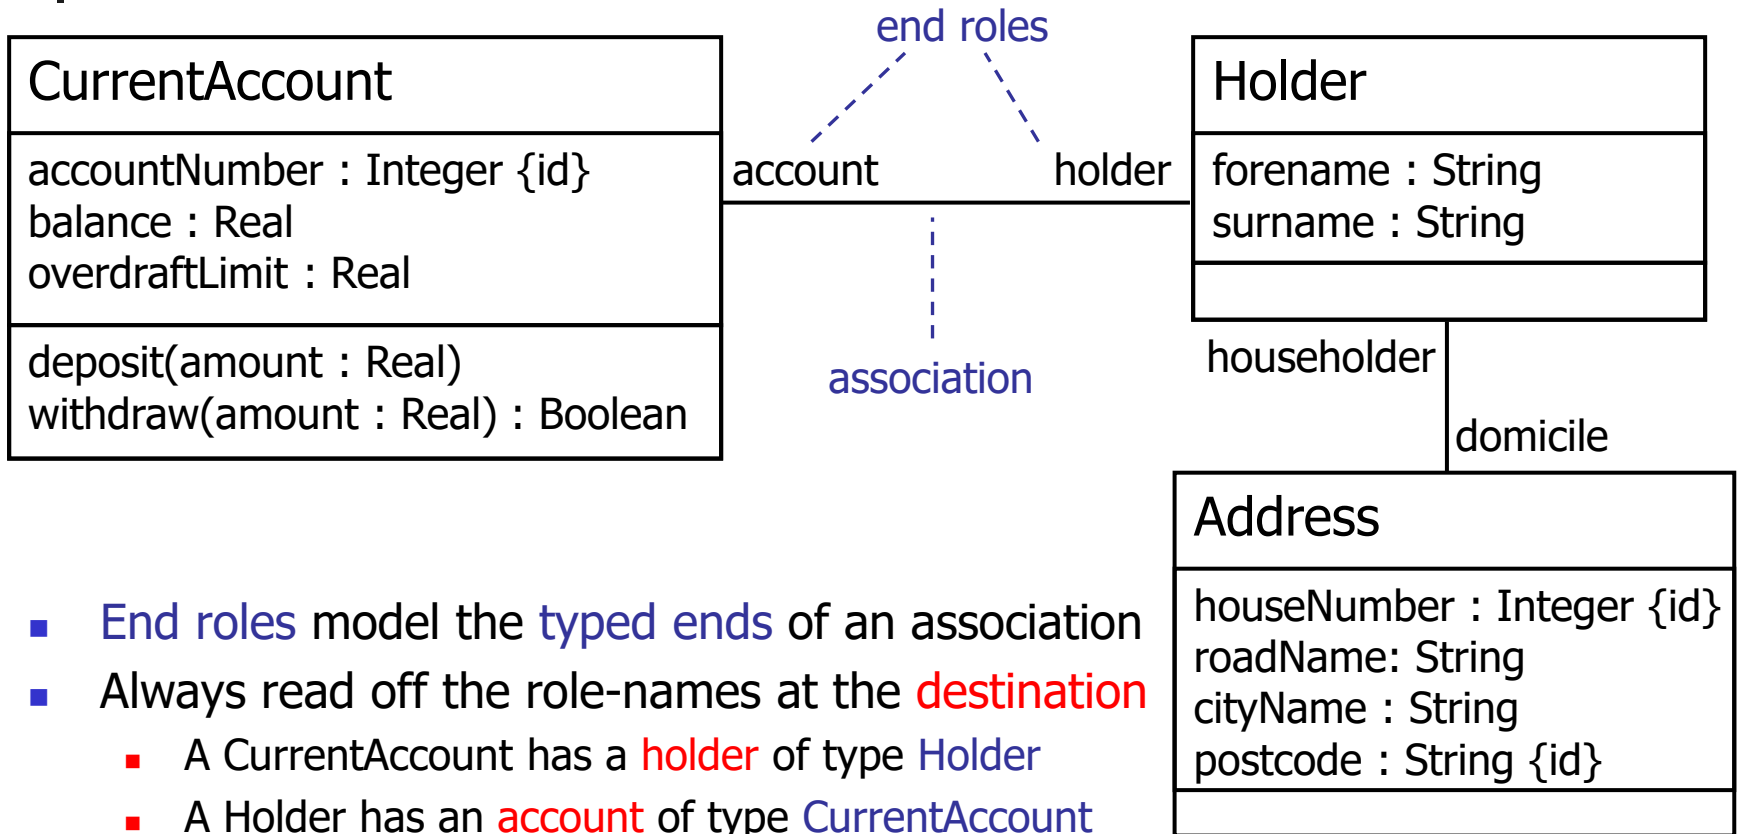 end roles
CurrentAccount
accountNumber : Integer {id}
balance : Real
overdraftLimit : Real
deposit(amount : Real)
withdraw(amount : Real) : Boolean
account
holder
association
Holder
forename : String
surname : String
householder
domicile
Address
houseNumber : Integer {id}
roadName: String
cityName : String
postcode : String {id}
End roles model the typed ends of an association
Always read off the role-names at the destination
A CurrentAccount has a holder of type Holder
A Holder has an account of type CurrentAccount